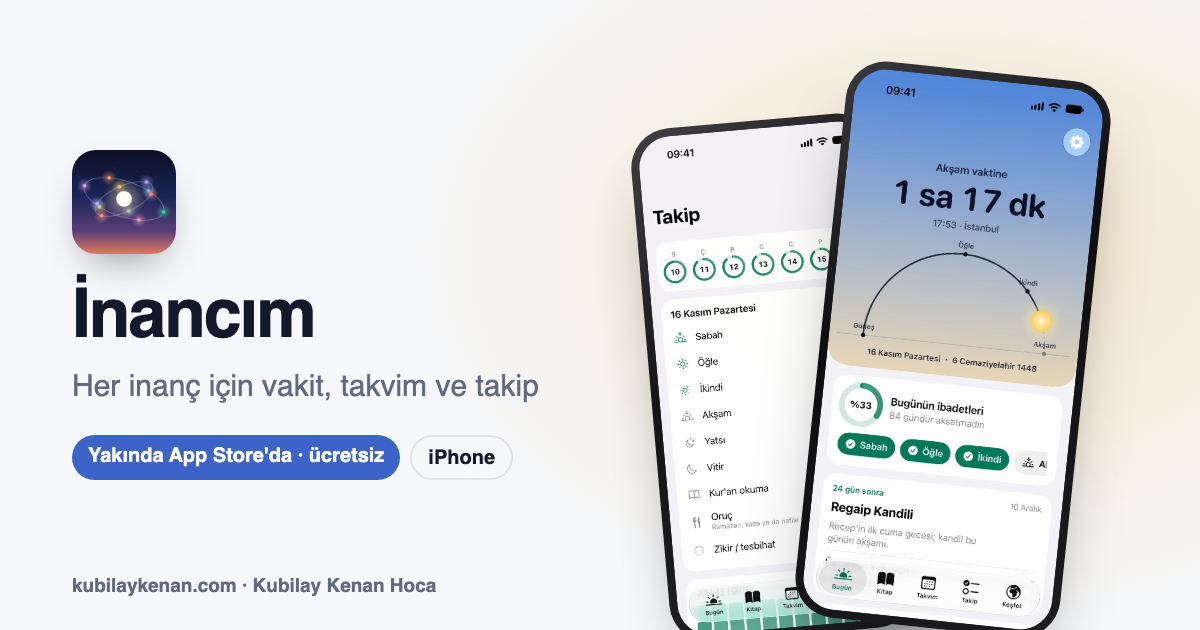 İnancım
Her inanç için vakit, takvim ve takip
Yakında App Store'da · ücretsiz
iPhone
kubilaykenan.com · Kubilay Kenan Hoca
09:41
Takip
S Ç P C C P
10 11 12 13 14 15
16 Kasım Pazartesi
Sabah
Öğle
İkindi
Akşam
Yatsı
Vitir
Kur'an okuma
Oruç
Ramazan, kaza ya da nafile
Zikir / tesbihat
Bugün Kitap Takvim
09:41
Akşam vaktine
1 sa 17 dk
17:53 · İstanbul
Öğle
İkindi
Güneş
Akşam
16 Kasım Pazartesi • 6 Cemaziyelahir 1448
%33
Bugünün ibadetleri
84 gündür aksatmadın
Sabah Öğle İkindi
24 gün sonra
10 Aralık
Regaip Kandili
Recep'in ilk cuma gecesi; kandil bu
günün akşamı.
Bugün Kitap Takvim Takip Keşfet